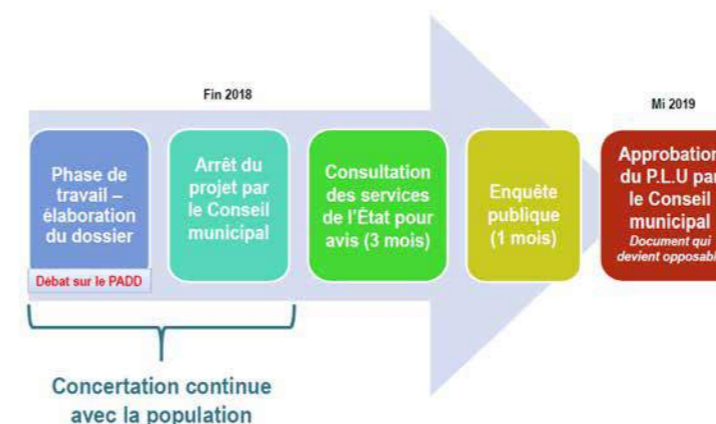 Fin 2018
Mi 2019
Phase de
travail –
élaboration
du dossier
Débat sur le PADD
Arrêt du
projet par
le Conseil
municipal
Consultation
des services
de l'État pour
avis (3 mois)
Enquête
publique
(1 mois)
Approbation
du P.L.U par
le Conseil
municipal
Document qui
devient opposable
Concertation continue
avec la population